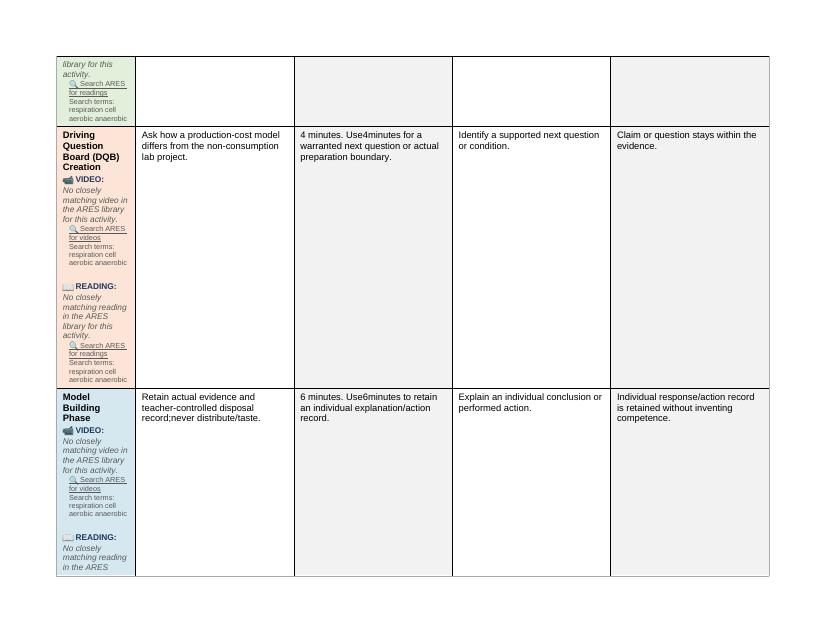 library for this
activity.
🔍 Search ARES
for readings
Search terms:
respiration cell
aerobic anaerobic
Driving
Question
Board (DQB)
Creation
📹 VIDEO:
No closely
matching video in
the ARES library
for this activity.
🔍 Search ARES
for videos
Search terms:
respiration cell
aerobic anaerobic
📖 READING:
No closely
matching reading
in the ARES
library for this
activity.
🔍 Search ARES
for readings
Search terms:
respiration cell
aerobic anaerobic
Ask how a production-cost model
differs from the non-consumption
lab project.
4 minutes. Use4minutes for a
warranted next question or actual
preparation boundary.
Identify a supported next question
or condition.
Claim or question stays within the
evidence.
Model
Building
Phase
📹 VIDEO:
No closely
matching video in
the ARES library
for this activity.
🔍 Search ARES
for videos
Search terms:
respiration cell
aerobic anaerobic
📖 READING:
No closely
matching reading
in the ARES
Retain actual evidence and
teacher-controlled disposal
record;never distribute/taste.
6 minutes. Use6minutes to retain
an individual explanation/action
record.
Explain an individual conclusion or
performed action.
Individual response/action record
is retained without inventing
competence.